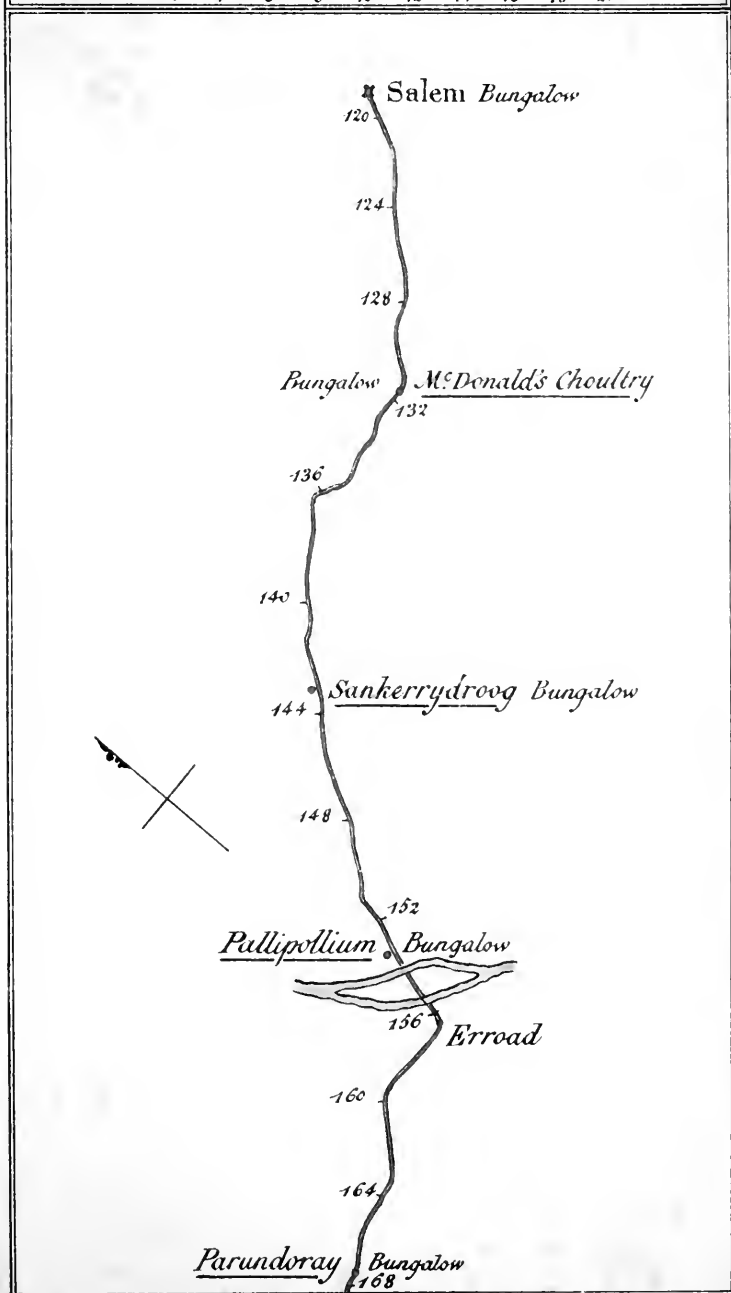 Salem Bungalow
120
124
128
Bungalow McDonald's Choultry
132
136
140
Sankerrydroog Bungalow
144
148
152
Pallipollium Bungalow
156
Erroad
160
164
Parundoray Bungalow
168